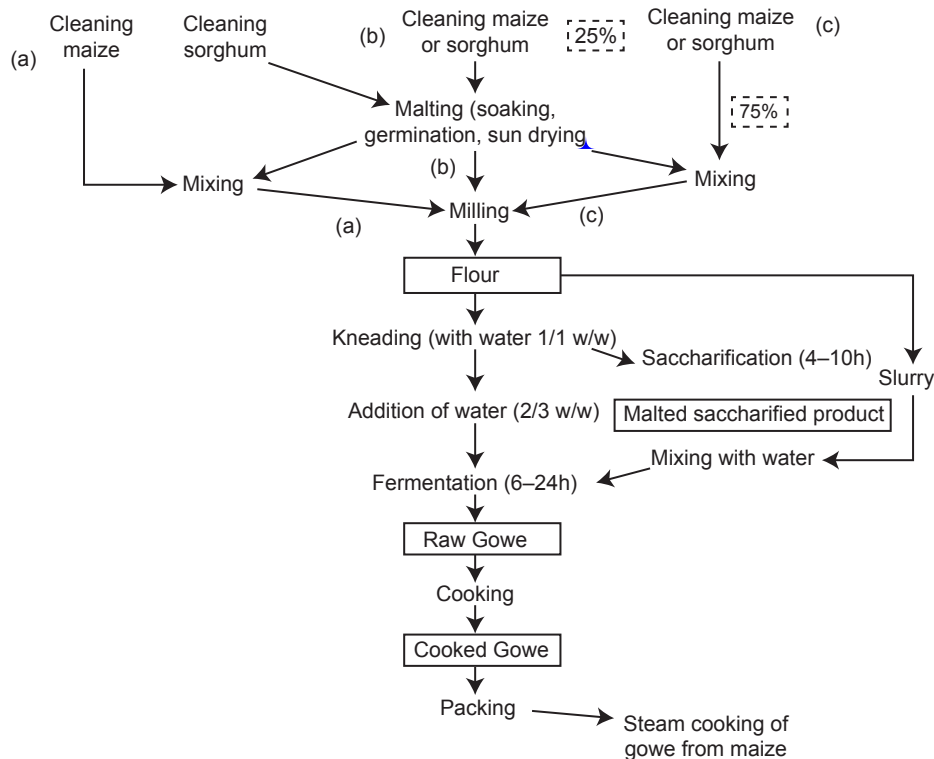 (a)
Cleaning
maize
Cleaning
sorghum
(b)
Cleaning maize
or sorghum
25%
Cleaning maize
or sorghum
(c)
75%
Malting (soaking,
germination, sun drying
(b)
Mixing
Mixing
(a)
Milling
(c)
Flour
Kneading (with water 1/1 w/w)
Saccharification (4–10h)
Slurry
Addition of water (2/3 w/w)
Malted saccharified product
Mixing with water
Fermentation (6–24h)
Raw Gowe
Cooking
Cooked Gowe
Packing
Steam cooking of
gowe from maize